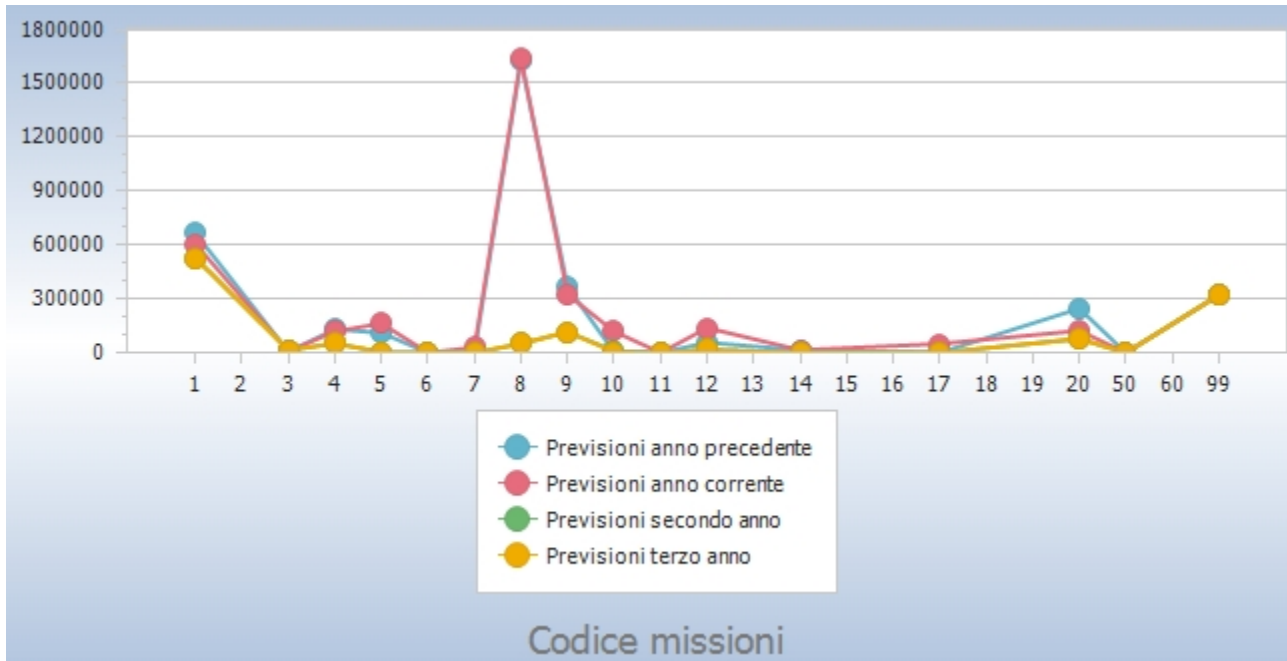 1800000
1500000
1200000
900000
600000
300000
0
1 2 3 4 5 6 7 8 9 10 11 12 13 14 15 16 17 18 19 20 50 60 99
Previsioni anno precedente
Previsioni anno corrente
Previsioni secondo anno
Previsioni terzo anno
Codice missioni